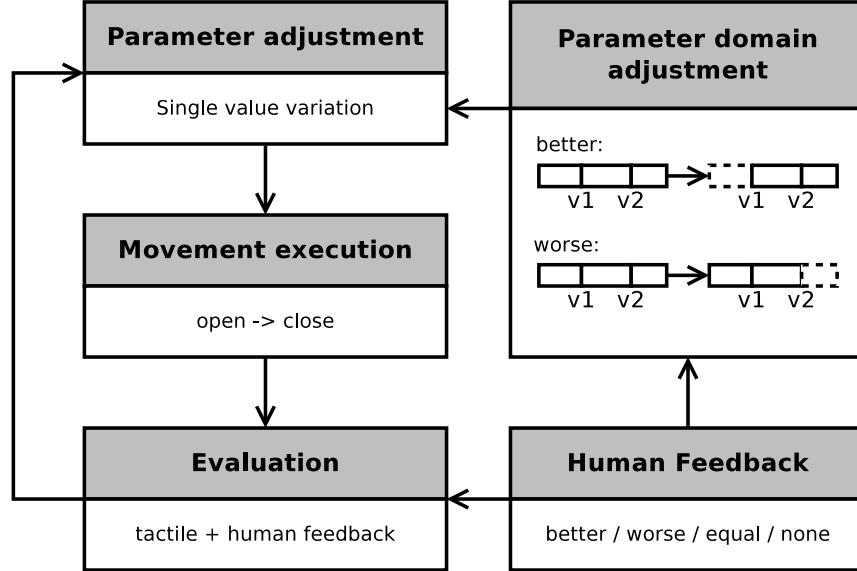 Parameter adjustment
Single value variation
Movement execution
open -> close
Evaluation
tactile + human feedback
Parameter domain
adjustment
better:
v1 v2 v1 v2
worse:
v1 v2 v1 v2
Human Feedback
better / worse / equal / none